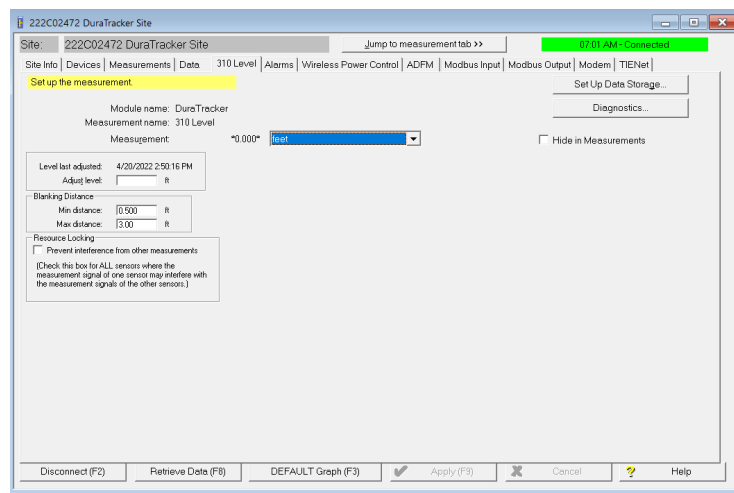 222C02472 DuraTracker Site
Site: 222C02472 DuraTracker Site Jump to measurement tab >> 07:01 AM - Connected
Site Info Devices Measurements Data 310 Level Alarms Wireless Power Control ADFM Modbus Input Modbus Output Modem TIENet
Set up the measurement. Set Up Data Storage...
Module name: DuraTracker Diagnostics...
Measurement name: 310 Level
Measurement: *0.000* feet Hide in Measurements
Level last adjusted: 4/20/2022 2:50:16 PM
Adjust level: ft
Blanking Distance
Min distance: 0.500 ft
Max distance: 3.00 ft
Resource Locking
Prevent interference from other measurements
(Check this box for ALL sensors where the
measurement signal of one sensor may interfere with
the measurement signals of the other sensors.)
Disconnect (F2) Retrieve Data (F8) DEFAULT Graph (F3) Apply (F9) Cancel Help